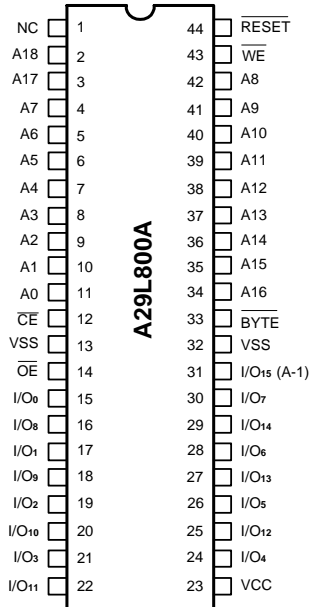 NC 1 44 RESET
A18 2 43 WE
A17 3 42 A8
A7 4 41 A9
A6 5 40 A10
A5 6 39 A11
A4 7 38 A12
A3 8 37 A13
A2 9 36 A14
A1 10 35 A15
A0 11 34 A16
CE 12 33 BYTE
VSS 13 32 VSS
OE 14 31 I/O15 (A-1)
I/O0 15 30 I/O7
I/O8 16 29 I/O14
I/O1 17 28 I/O6
I/O9 18 27 I/O13
I/O2 19 26 I/O5
I/O10 20 25 I/O12
I/O3 21 24 I/O4
I/O11 22 23 VCC
A29L800A